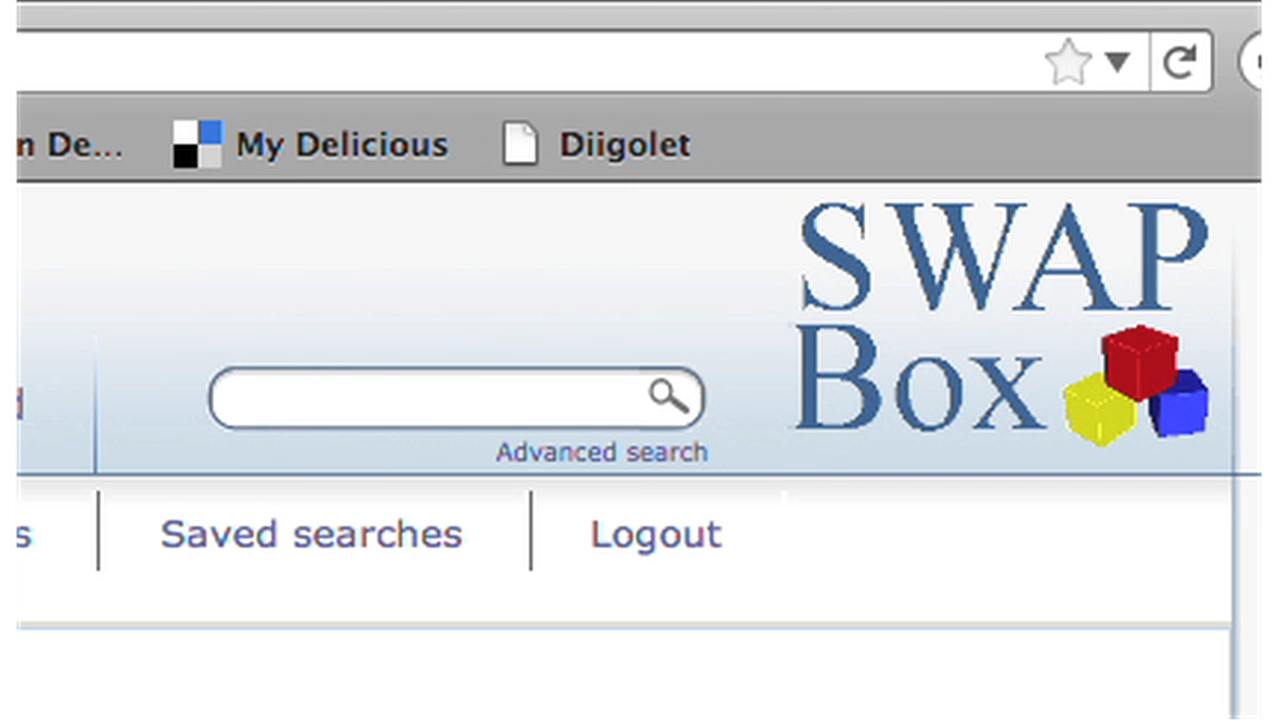 n De... My Delicious Diigolet
SWAP
Box
Advanced search
s Saved searches Logout